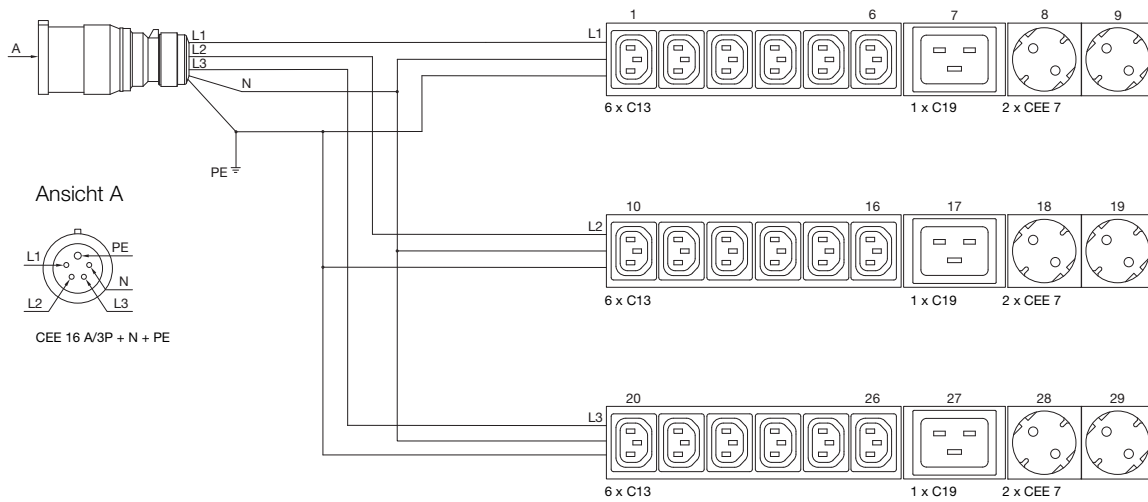 A
L1
L2
L3
N
PE
L1
1
6
7
8
9
6 x C13
1 x C19
2 x CEE 7
Ansicht A
L1
PE
N
L2
L3
CEE 16 A/3P + N + PE
L2
10
16
17
18
19
6 x C13
1 x C19
2 x CEE 7
L3
20
26
27
28
29
6 x C13
1 x C19
2 x CEE 7